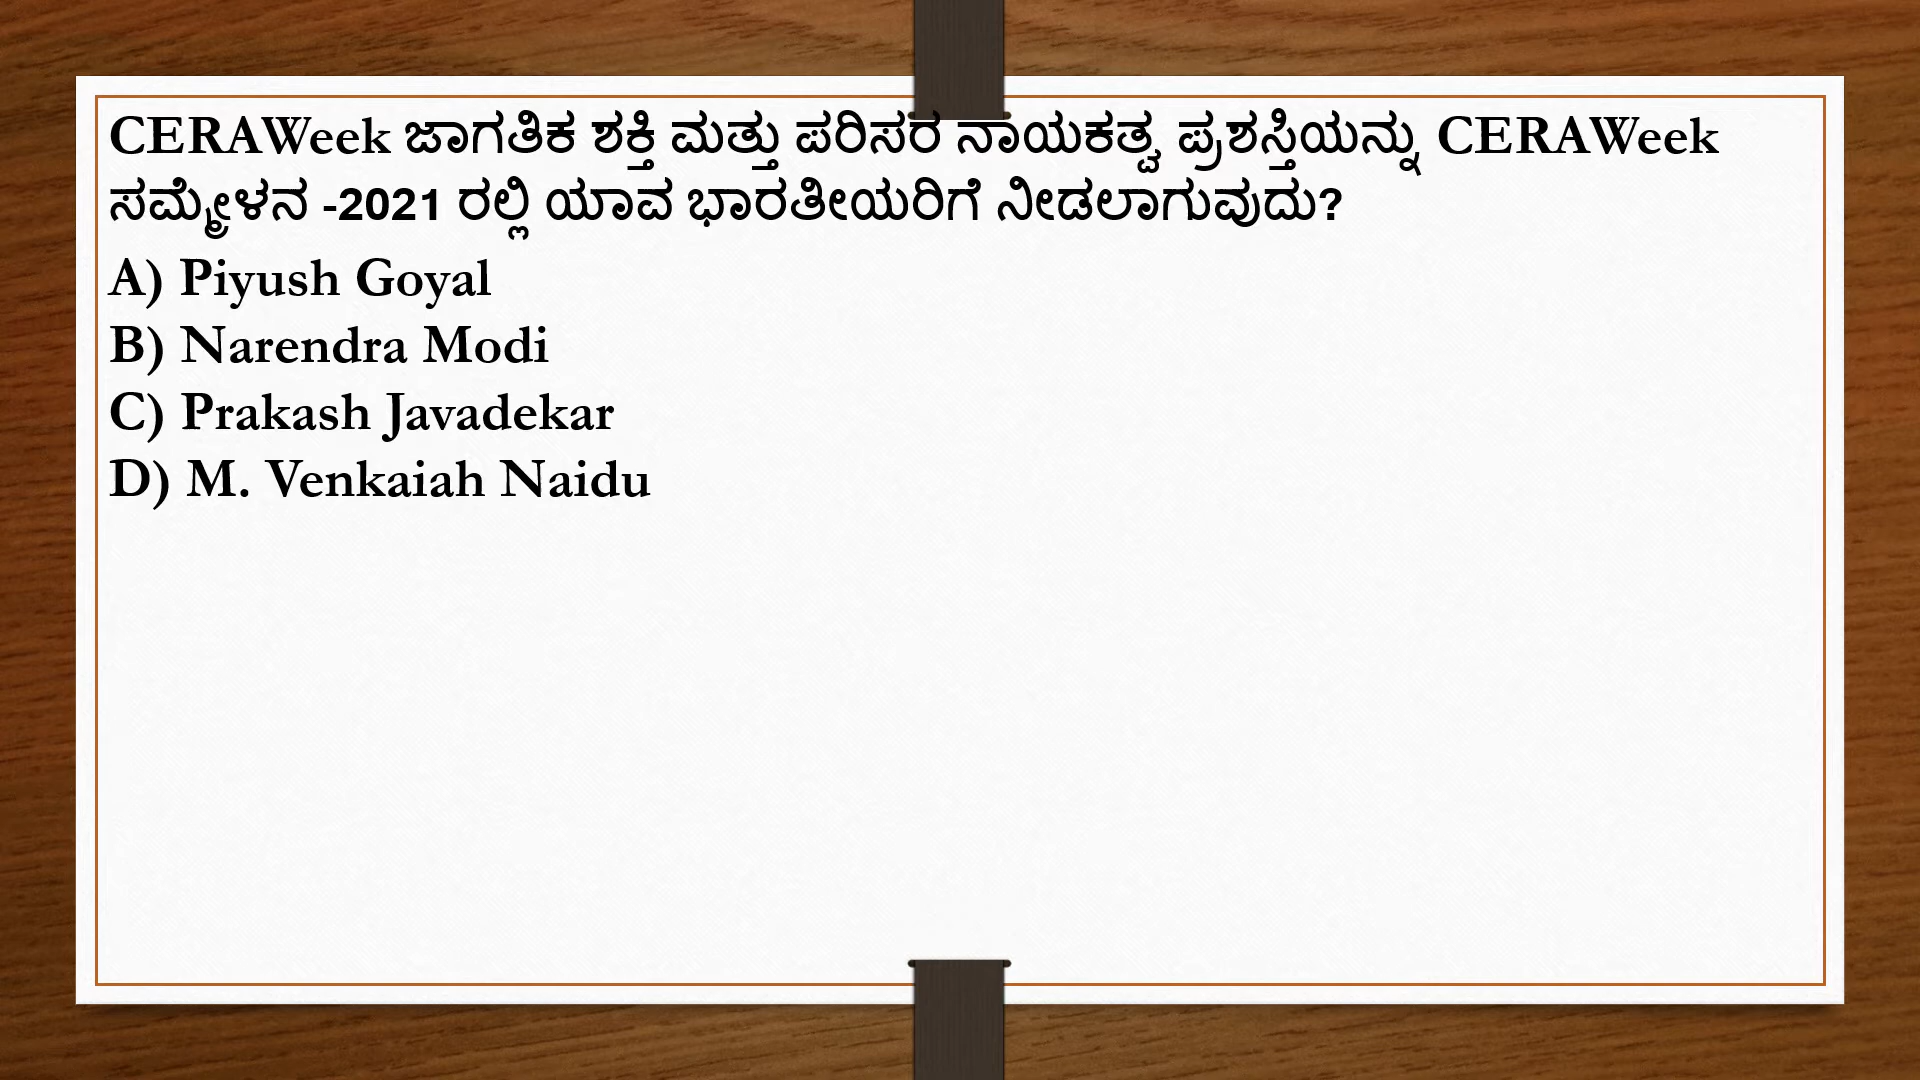 CERAWeek ಜಾಗತಿಕ ಶಕ್ತಿ ಮತ್ತು ಪರಿಸರ ನಾಯಕತ್ವ ಪ್ರಶಸ್ತಿಯನ್ನು CERAWeek
ಸಮ್ಮೇಳನ -2021 ರಲ್ಲಿ ಯಾವ ಭಾರತೀಯರಿಗೆ ನೀಡಲಾಗುವುದು?
A) Piyush Goyal
B) Narendra Modi
C) Prakash Javadekar
D) M. Venkaiah Naidu